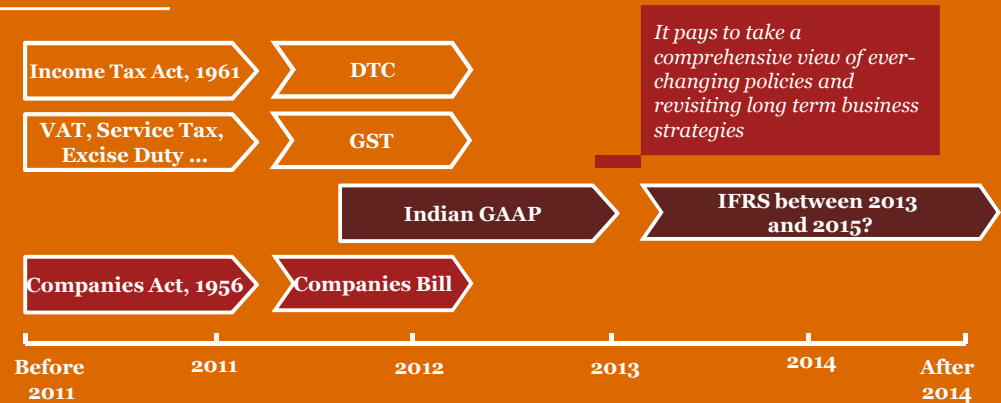 It pays to take a
comprehensive view of ever-
changing policies and
revisiting long term business
strategies
Income Tax Act, 1961
DTC
VAT, Service Tax,
Excise Duty ...
GST
Indian GAAP
IFRS between 2013
and 2015?
Companies Act, 1956
Companies Bill
Before
2011
2011
2012
2013
2014
After
2014